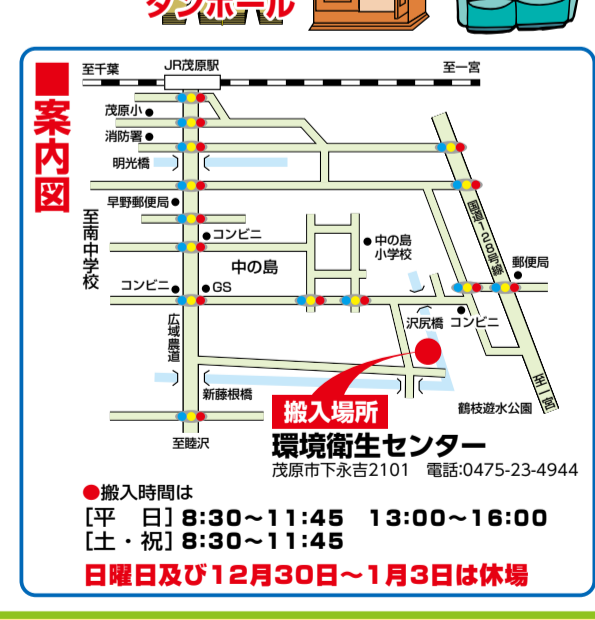 ダンボール
■案内図
至千葉
JR茂原駅
至一宮
茂原小
消防署
明光橋
早野郵便局
至南中学校
コンビニ
中の島
中の島
小学校
国道128号線
郵便局
コンビニ
GS
広域農道
沢尻橋
コンビニ
新藤根橋
搬入場所
鶴枝遊水公園
至一宮
至睦沢
環境衛生センター
茂原市下永吉2101 電話:0475-23-4944
●搬入時間は
[平 日] 8:30～11:45 13:00～16:00
[土・祝] 8:30～11:45
日曜日及び12月30日～1月3日は休場